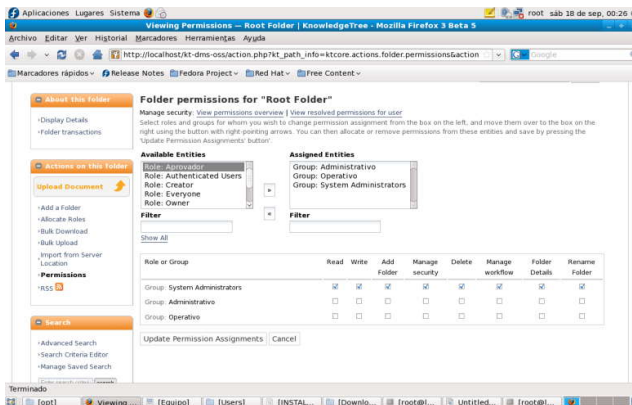 Aplicaciones Lugares Sistema root sáb 18 de sep, 00:26
Viewing Permissions — Root Folder | KnowledgeTree - Mozilla Firefox 3 Beta 5
Archivo Editar Ver Historial Marcadores Herramientas Ayuda
http://localhost/kt-dms-oss/action.php?kt_path_info=ktcore.actions.folder.permissions&action Google
Marcadores rápidos Release Notes Fedora Project Red Hat Free Content
About this folder
Display Details
Folder transactions
Actions on this folder
Upload Document
Add a Folder
Allocate Roles
Bulk Download
Bulk Upload
Import from Server Location
Permissions
RSS
Search
Advanced Search
Search Criteria Editor
Manage Saved Search
Folder permissions for "Root Folder"
Manage security: View permissions overview | View resolved permissions for user
Select roles and groups for whom you wish to change permission assignment from the box on the left, and move them over to the box on the
right using the button with right-pointing arrows. You can then allocate or remove permissions from these entities and save by pressing the
'Update Permission Assignments' button.
Available Entities Assigned Entities
Role: Aprovador
Role: Authenticated Users
Role: Creator
Role: Everyone
Role: Owner
Group: Administrativo
Group: Operativo
Group: System Administrators
Filter Filter
Show All
Role or Group Read Write Add Folder Manage security Delete Manage workflow Folder Details Rename Folder
Group: System Administrators
Group: Administrativo
Group: Operativo
Update Permission Assignments Cancel
Terminado
[opt] Viewing ... [Equipo] [Users] [INSTAL... [Downlo... [root@l... Untitled... [root@l...